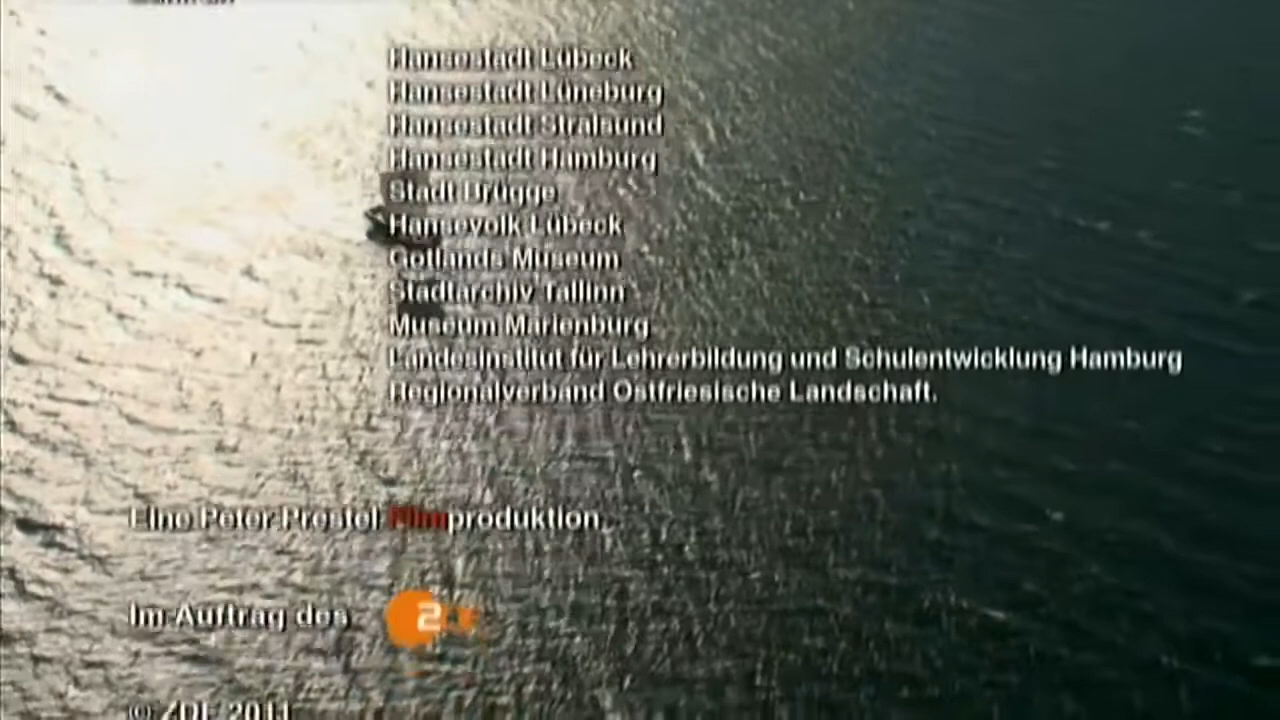 Hansestadt Lübeck
Hansestadt Lüneburg
Hansestadt Stralsund
Hansestadt Hamburg
Stadt Brügge
Hansevolk Lübeck
Gotlands Museum
Stadtarchiv Tallinn
Museum Marienburg
Landesinstitut für Lehrerbildung und Schulentwicklung Hamburg
Regionalverband Ostfriesische Landschaft.
Eine Peter Prestel Filmproduktion.
Im Auftrag des
© ZDF 2011